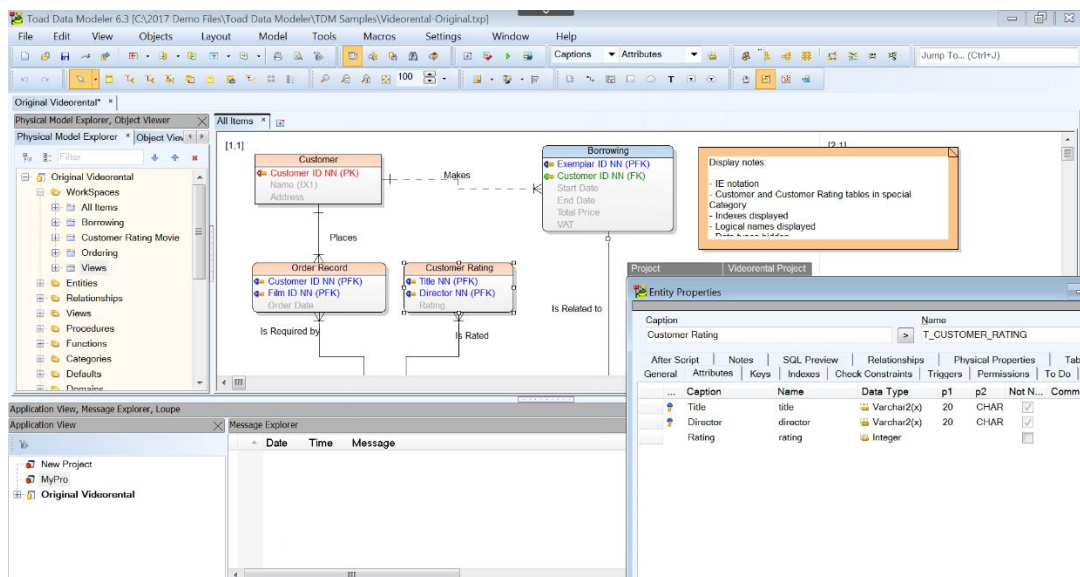 Toad Data Modeler 6.3 [C:\2017 Demo Files\Toad Data Modeler\TDM Samples\Videorental-Original.txp]
File Edit View Objects Layout Model Tools Macros Settings Window Help
Captions Attributes Jump To... (Ctrl+J)
100
Original Videorental*
Physical Model Explorer, Object Viewer
Physical Model Explorer Object View
Filter
Original Videorental
WorkSpaces
All Items
Borrowing
Customer Rating Movie
Ordering
Views
Entities
Relationships
Views
Procedures
Functions
Categories
Defaults
Domains
All Items
[1,1]
[2,1]
Customer
Customer ID NN (PK)
Name (IX1)
Address
Makes
Borrowing
Exemplar ID NN (PFK)
Customer ID NN (FK)
Start Date
End Date
Total Price
VAT
Display notes:
- IE notation
- Customer and Customer Rating tables in special
Category
- Indexes displayed
- Logical names displayed
- Data types hidden
Places
Order Record
Customer ID NN (PFK)
Film ID NN (PFK)
Order Date
Customer Rating
Title NN (PFK)
Director NN (PFK)
Rating
Is Required by
Is Rated
Is Related to
Project Videorental Project
Entity Properties
Caption Name
Customer Rating > T_CUSTOMER_RATING
After Script Notes SQL Preview Relationships Physical Properties Tab
General Attributes Keys Indexes Check Constraints Triggers Permissions To Do
... Caption Name Data Type p1 p2 Not N... Comm
Title title Varchar2(x) 20 CHAR
Director director Varchar2(x) 20 CHAR
Rating rating Integer
Application View, Message Explorer, Loupe
Application View
New Project
MyPro
Original Videorental
Message Explorer
Date Time Message